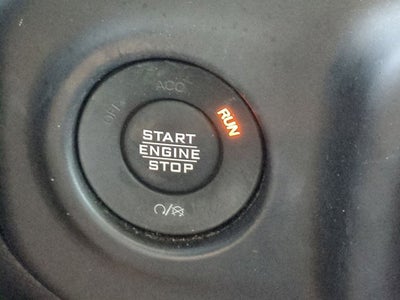 OFF
ACC
RUN
START
ENGINE
STOP